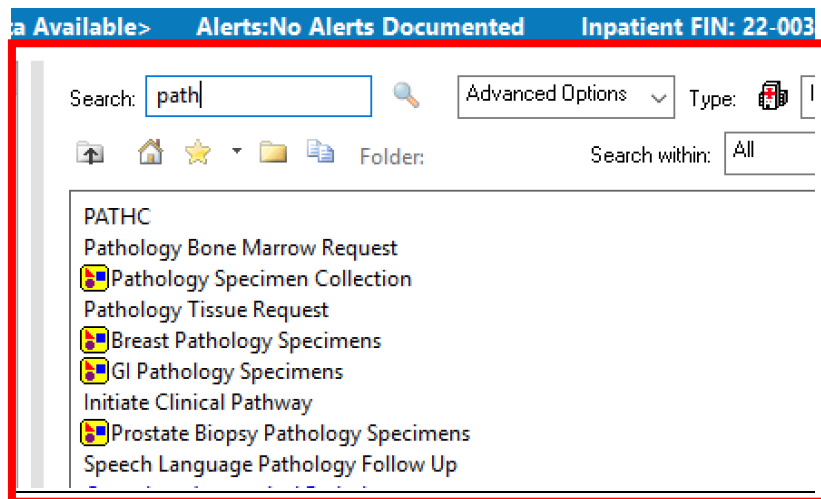 a Available> Alerts:No Alerts Documented Inpatient FIN: 22-003
Search: path Advanced Options Type:
Folder: Search within: All
PATHC
Pathology Bone Marrow Request
Pathology Specimen Collection
Pathology Tissue Request
Breast Pathology Specimens
GI Pathology Specimens
Initiate Clinical Pathway
Prostate Biopsy Pathology Specimens
Speech Language Pathology Follow Up